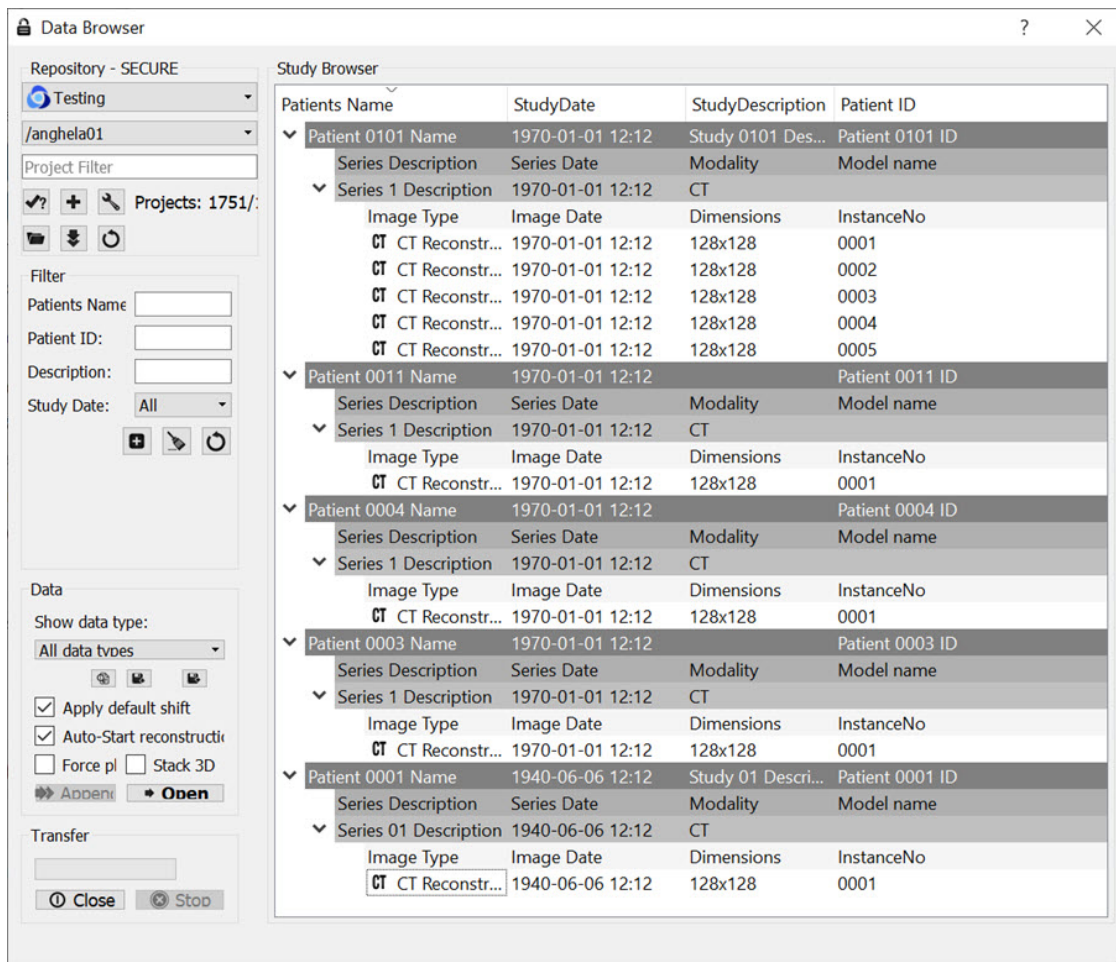 Data Browser
?
Repository - SECURE
Testing
/anghela01
Project Filter
Projects: 1751/
Filter
Patients Name
Patient ID:
Description:
Study Date: All
Data
Show data type:
All data types
Apply default shift
Auto-Start reconstructi
Force pl Stack 3D
Append Open
Transfer
Close Stop
Study Browser
Patients Name StudyDate StudyDescription Patient ID
Patient 0101 Name 1970-01-01 12:12 Study 0101 Des... Patient 0101 ID
Series Description Series Date Modality Model name
Series 1 Description 1970-01-01 12:12 CT
Image Type Image Date Dimensions InstanceNo
CT CT Reconstr... 1970-01-01 12:12 128x128 0001
CT CT Reconstr... 1970-01-01 12:12 128x128 0002
CT CT Reconstr... 1970-01-01 12:12 128x128 0003
CT CT Reconstr... 1970-01-01 12:12 128x128 0004
CT CT Reconstr... 1970-01-01 12:12 128x128 0005
Patient 0011 Name 1970-01-01 12:12 Patient 0011 ID
Series Description Series Date Modality Model name
Series 1 Description 1970-01-01 12:12 CT
Image Type Image Date Dimensions InstanceNo
CT CT Reconstr... 1970-01-01 12:12 128x128 0001
Patient 0004 Name 1970-01-01 12:12 Patient 0004 ID
Series Description Series Date Modality Model name
Series 1 Description 1970-01-01 12:12 CT
Image Type Image Date Dimensions InstanceNo
CT CT Reconstr... 1970-01-01 12:12 128x128 0001
Patient 0003 Name 1970-01-01 12:12 Patient 0003 ID
Series Description Series Date Modality Model name
Series 1 Description 1970-01-01 12:12 CT
Image Type Image Date Dimensions InstanceNo
CT CT Reconstr... 1970-01-01 12:12 128x128 0001
Patient 0001 Name 1940-06-06 12:12 Study 01 Descri... Patient 0001 ID
Series Description Series Date Modality Model name
Series 01 Description 1940-06-06 12:12 CT
Image Type Image Date Dimensions InstanceNo
CT CT Reconstr... 1940-06-06 12:12 128x128 0001